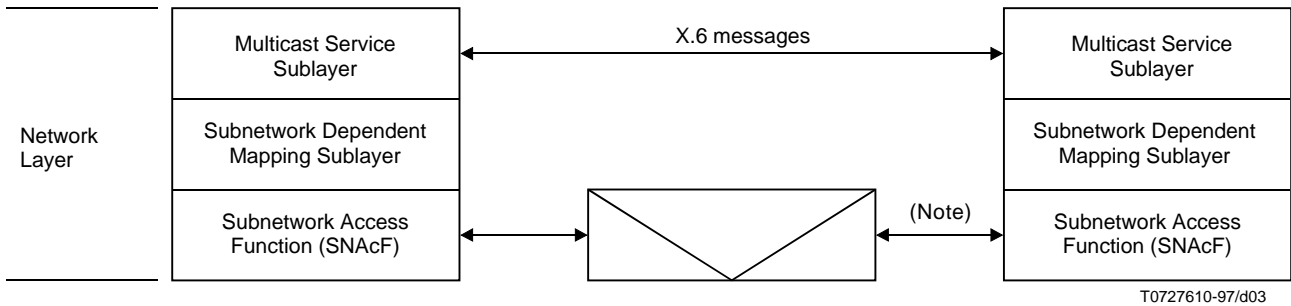 Multicast Service
Sublayer
X.6 messages
Multicast Service
Sublayer
Network
Layer
Subnetwork Dependent
Mapping Sublayer
Subnetwork Dependent
Mapping Sublayer
Subnetwork Access
Function (SNAcF)
(Note)
Subnetwork Access
Function (SNAcF)
T0727610-97/d03